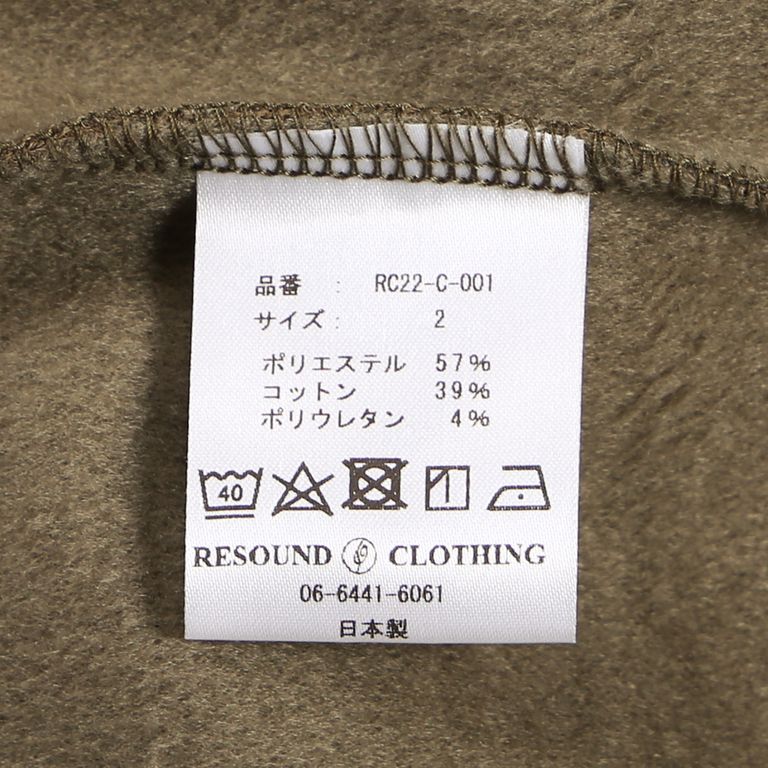 品番 : RC22-C-001
サイズ : 2
ポリエステル 57%
コットン 39%
ポリウレタン 4%
40
RESOUND CLOTHING
06-6441-6061
日本製